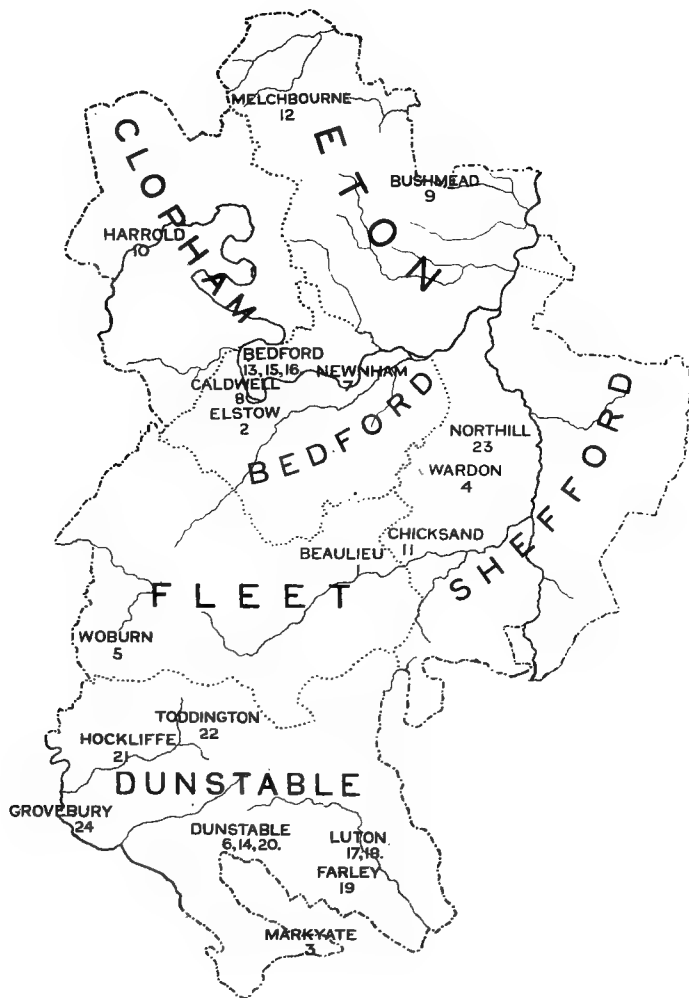 MELCHBOURNE
12
CLOPHAM
ETON
BUSHMEAD
9
HARROLD
10
BEDFORD
13, 15, 16.
NEWNHAM
7
CALDWELL
8
ELSTOW
2
BEDFORD
NORTHILL
23
WARDON
4
SHEFFORD
CHICKSAND
11
BEAULIEU
1
FLEET
WOBURN
5
TODDINGTON
22
HOCKLIFFE
21
DUNSTABLE
GROVEBURY
24
DUNSTABLE
6, 14, 20.
LUTON
17, 18.
FARLEY
19
MARKYATE
3